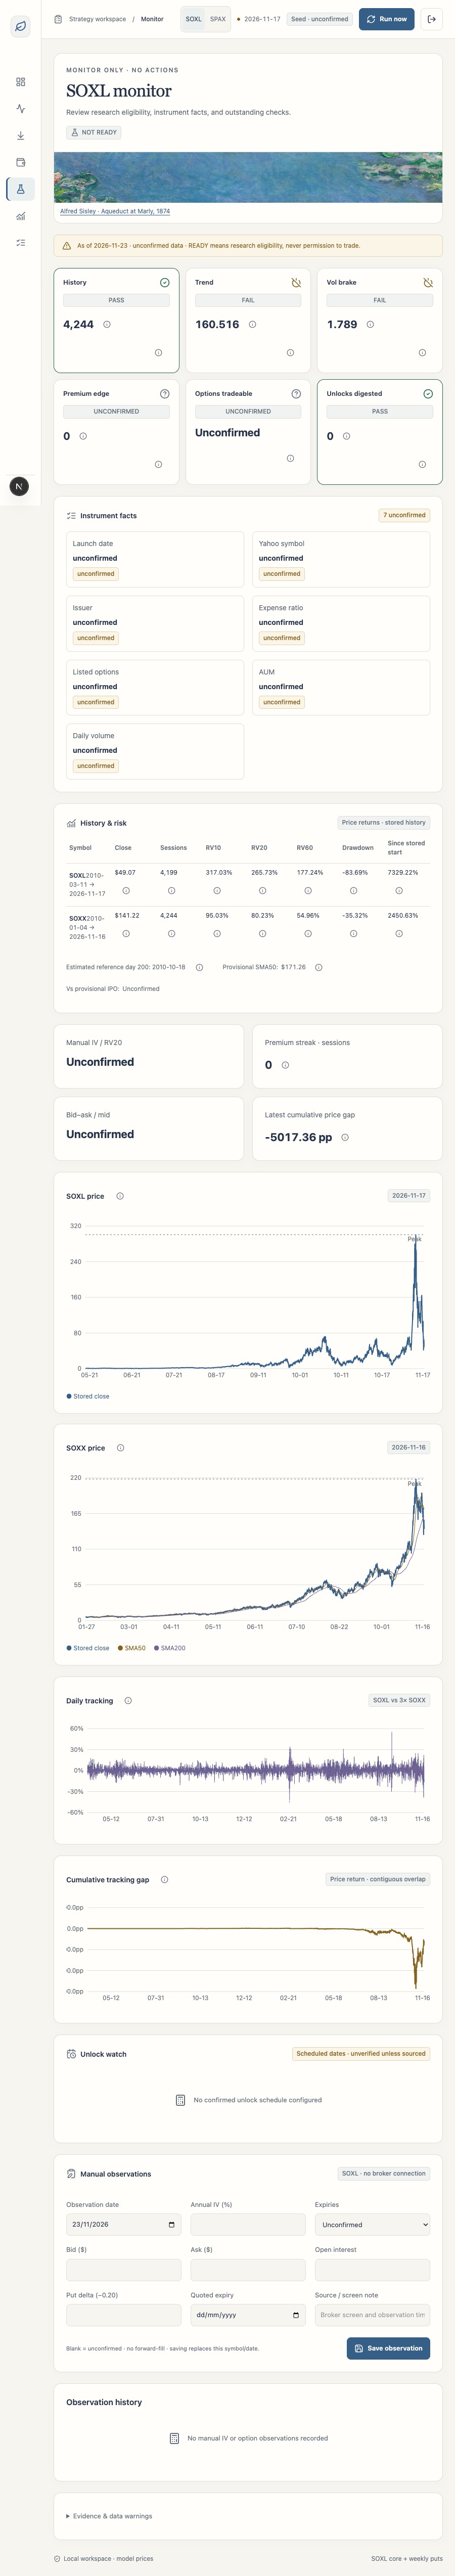 Strategy workspace / Monitor
SOXL SPAX
2026-11-17
Seed · unconfirmed
Run now
MONITOR ONLY · NO ACTIONS
SOXL monitor
Review research eligibility, instrument facts, and outstanding checks.
NOT READY
Alfred Sisley · Aqueduct at Marly, 1874
As of 2026-11-23 · unconfirmed data · READY means research eligibility, never permission to trade.
History
PASS
4,244
Trend
FAIL
160.516
Vol brake
FAIL
1.789
Premium edge
UNCONFIRMED
0
Options tradeable
UNCONFIRMED
Unconfirmed
Unlocks digested
PASS
0
N
Instrument facts
7 unconfirmed
Launch date
unconfirmed
unconfirmed
Yahoo symbol
unconfirmed
unconfirmed
Issuer
unconfirmed
unconfirmed
Expense ratio
unconfirmed
unconfirmed
Listed options
unconfirmed
unconfirmed
AUM
unconfirmed
unconfirmed
Daily volume
unconfirmed
unconfirmed
History & risk
Price returns · stored history
Symbol Close Sessions RV10 RV20 RV60 Drawdown Since stored start
SOXL2010-03-11 → 2026-11-17 $49.07 4,199 317.03% 265.73% 177.24% -83.69% 7329.22%
SOXX2010-01-04 → 2026-11-16 $141.22 4,244 95.03% 80.23% 54.96% -35.32% 2450.63%
Estimated reference day 200: 2010-10-18
Provisional SMA50: $171.26
Vs provisional IPO: Unconfirmed
Manual IV / RV20
Unconfirmed
Premium streak · sessions
0
Bid–ask / mid
Unconfirmed
Latest cumulative price gap
-5017.36 pp
SOXL price
2026-11-17
320
Peak
240
160
80
0
05-21 06-21 07-21 08-17 09-11 10-01 10-11 10-17 11-17
Stored close
SOXX price
2026-11-16
220
Peak
165
110
55
0
01-27 03-01 04-11 05-11 06-11 07-10 08-22 09-01 11-16
Stored close SMA50 SMA200
Daily tracking
SOXL vs 3× SOXX
60%
30%
0%
-30%
-60%
05-12 07-31 10-13 12-12 02-21 05-18 08-13 11-16
Cumulative tracking gap
Price return · contiguous overlap
0.0pp
0.0pp
0.0pp
0.0pp
0.0pp
05-12 07-31 10-13 12-12 02-21 05-18 08-13 11-16
Unlock watch
Scheduled dates · unverified unless sourced
No confirmed unlock schedule configured
Manual observations
SOXL · no broker connection
Observation date
23/11/2026
Annual IV (%)
Expiries
Unconfirmed
Bid ($)
Ask ($)
Open interest
Put delta (−0.20)
Quoted expiry
dd/mm/yyyy
Source / screen note
Broker screen and observation tim
Blank = unconfirmed · no forward-fill · saving replaces this symbol/date.
Save observation
Observation history
No manual IV or option observations recorded
Evidence & data warnings
Local workspace · model prices
SOXL core + weekly puts